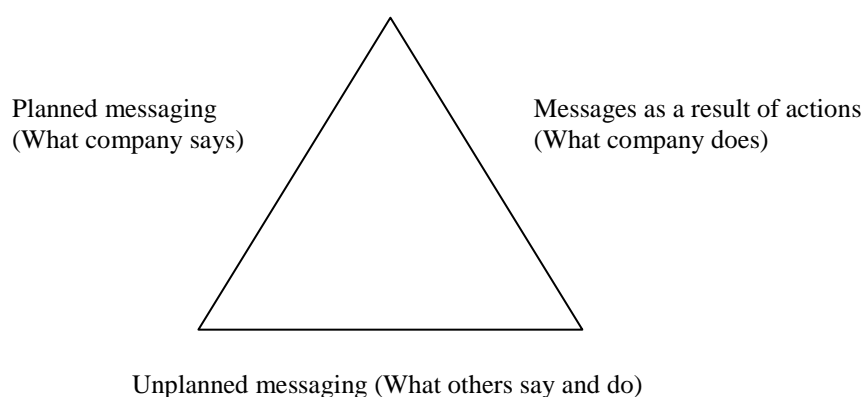 Planned messaging
(What company says)
Messages as a result of actions
(What company does)
Unplanned messaging (What others say and do)